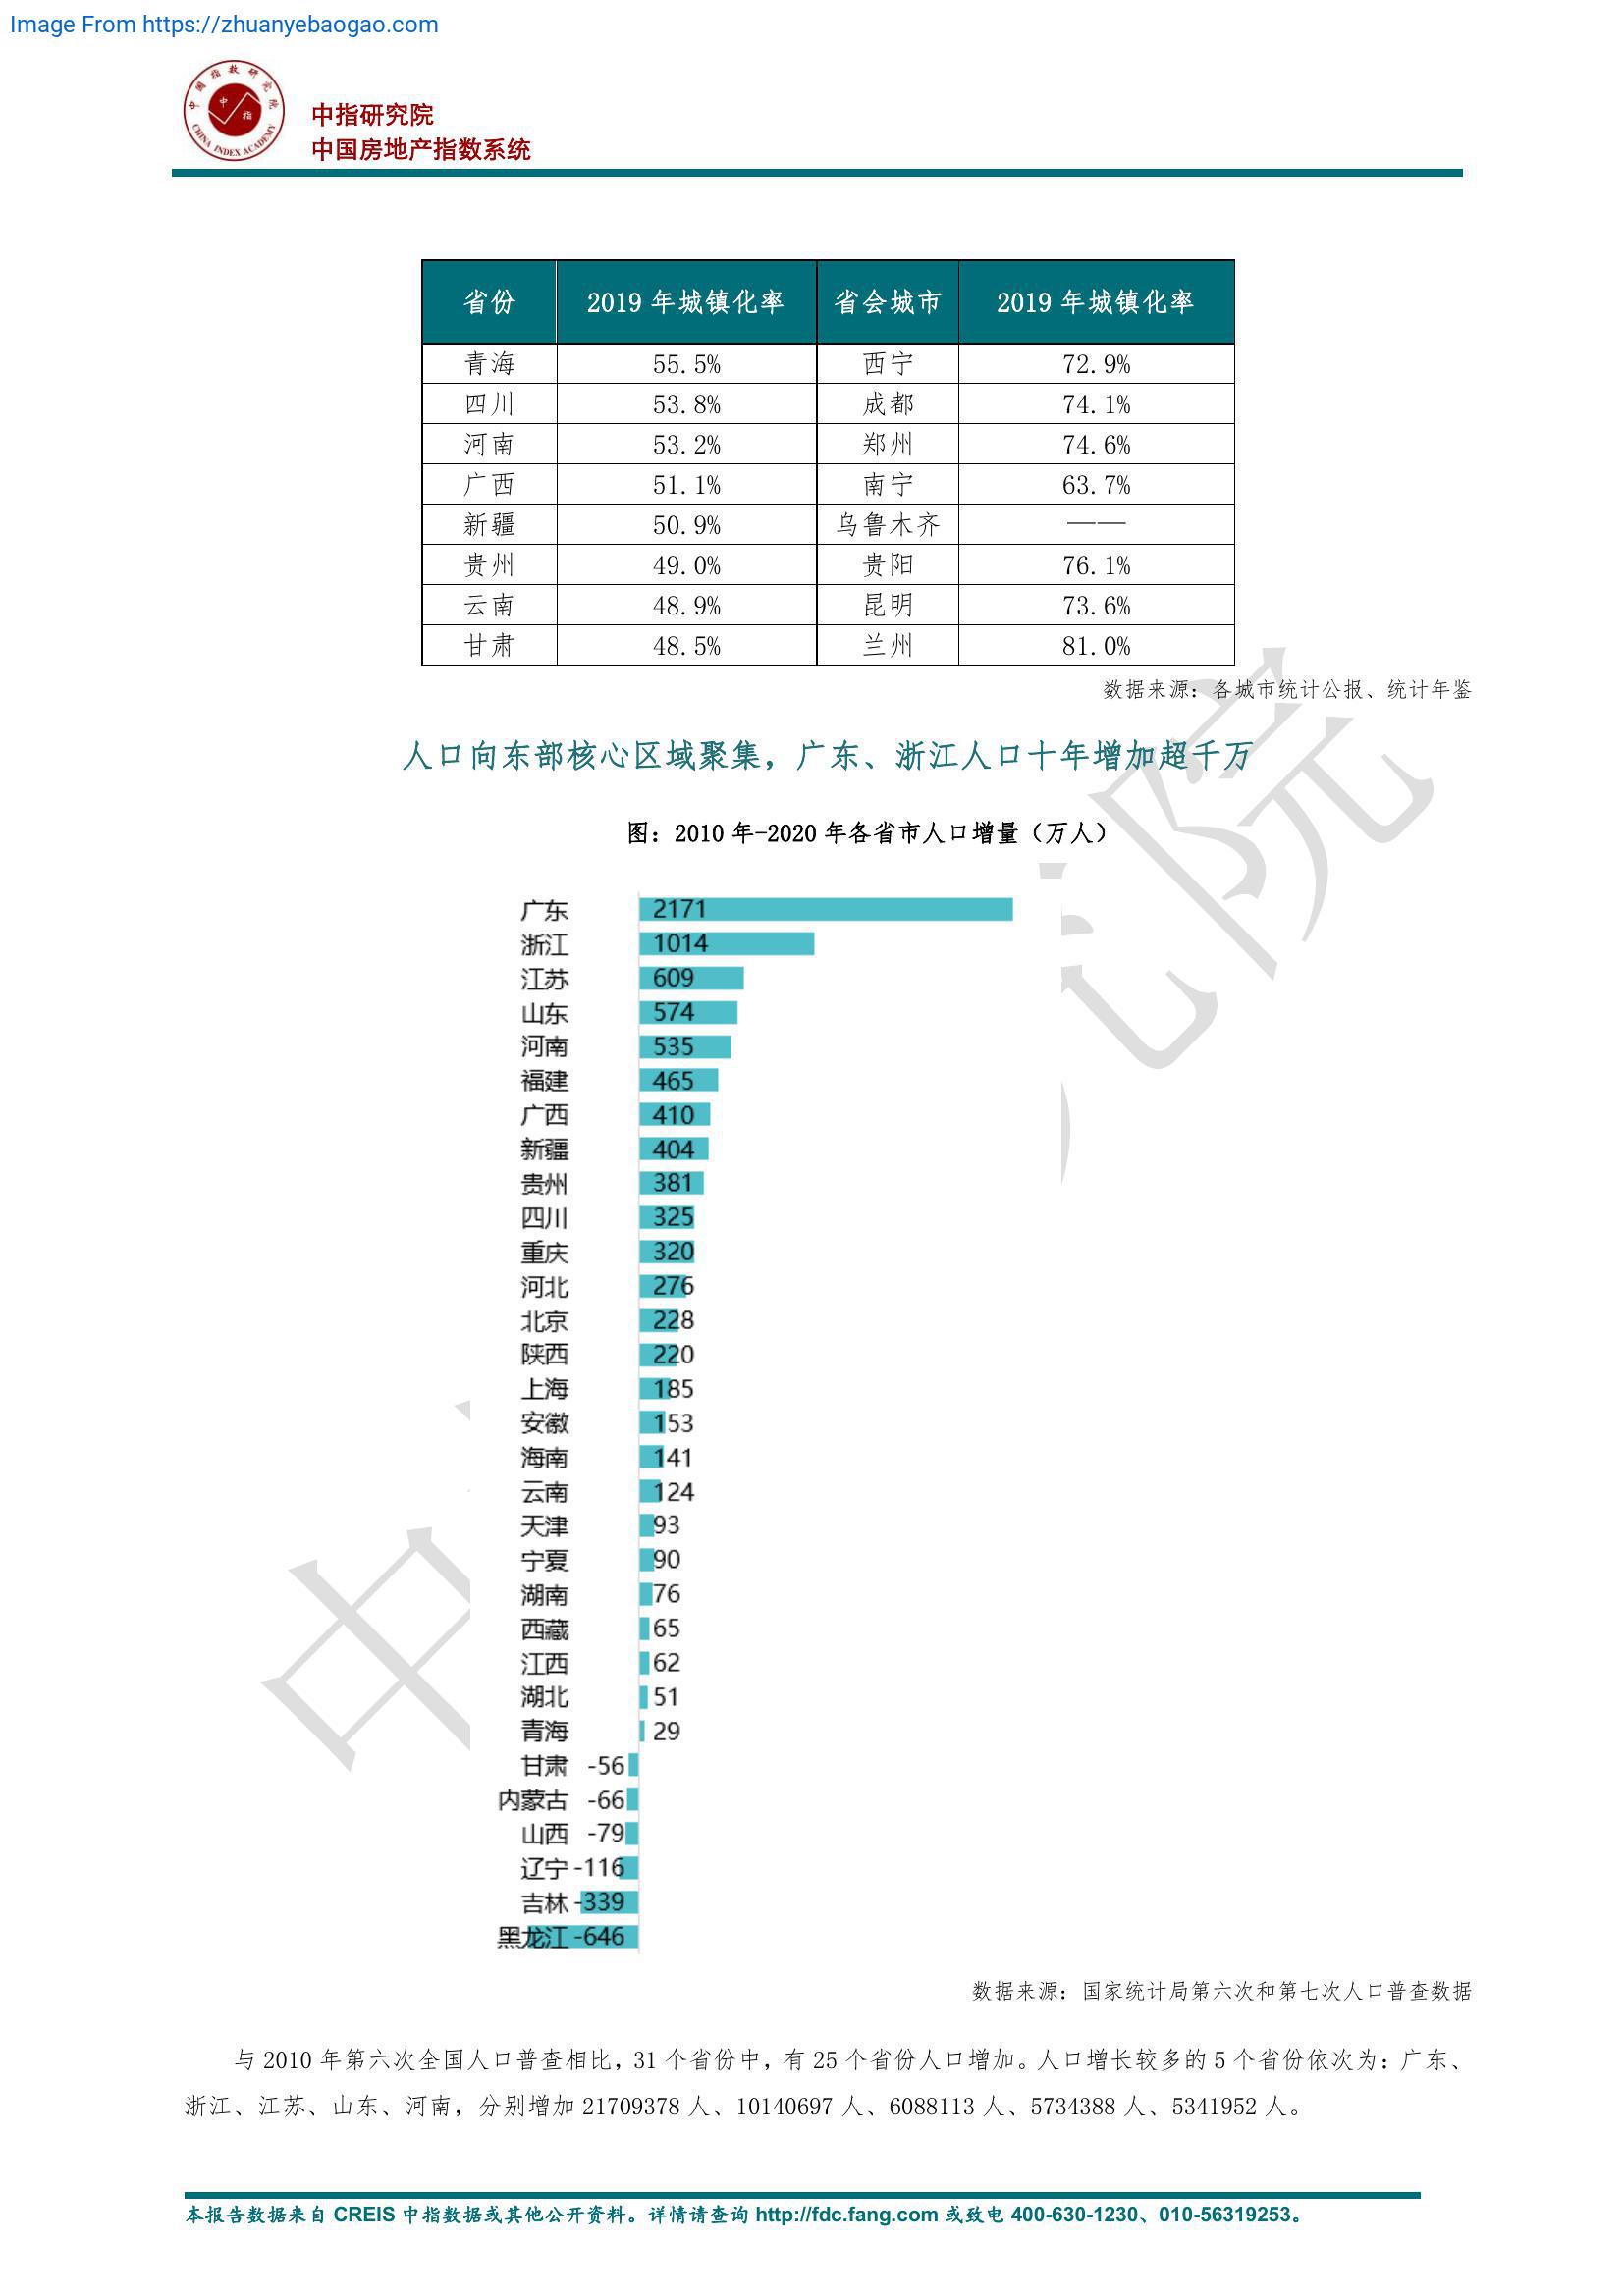 Image From https://zhuanyebaogao.com
中国指数研究院
中指
CHINA INDEX ACADEMY
中指研究院
中国房地产指数系统
省份 2019 年城镇化率 省会城市 2019 年城镇化率
青海 55.5% 西宁 72.9%
四川 53.8% 成都 74.1%
河南 53.2% 郑州 74.6%
广西 51.1% 南宁 63.7%
新疆 50.9% 乌鲁木齐 ——
贵州 49.0% 贵阳 76.1%
云南 48.9% 昆明 73.6%
甘肃 48.5% 兰州 81.0%
数据来源：各城市统计公报、统计年鉴
人口向东部核心区域聚集，广东、浙江人口十年增加超千万
图：2010 年-2020 年各省市人口增量（万人）
广东 2171
浙江 1014
江苏 609
山东 574
河南 535
福建 465
广西 410
新疆 404
贵州 381
四川 325
重庆 320
河北 276
北京 228
陕西 220
上海 185
安徽 153
海南 141
云南 124
天津 93
宁夏 90
湖南 76
西藏 65
江西 62
湖北 51
青海 29
甘肃 -56
内蒙古 -66
山西 -79
辽宁 -116
吉林 -339
黑龙江 -646
数据来源：国家统计局第六次和第七次人口普查数据
与 2010 年第六次全国人口普查相比，31 个省份中，有 25 个省份人口增加。人口增长较多的 5 个省份依次为：广东、
浙江、江苏、山东、河南，分别增加 21709378 人、10140697 人、6088113 人、5734388 人、5341952 人。
本报告数据来自 CREIS 中指数据或其他公开资料。详情请查询 http://fdc.fang.com 或致电 400-630-1230、010-56319253。